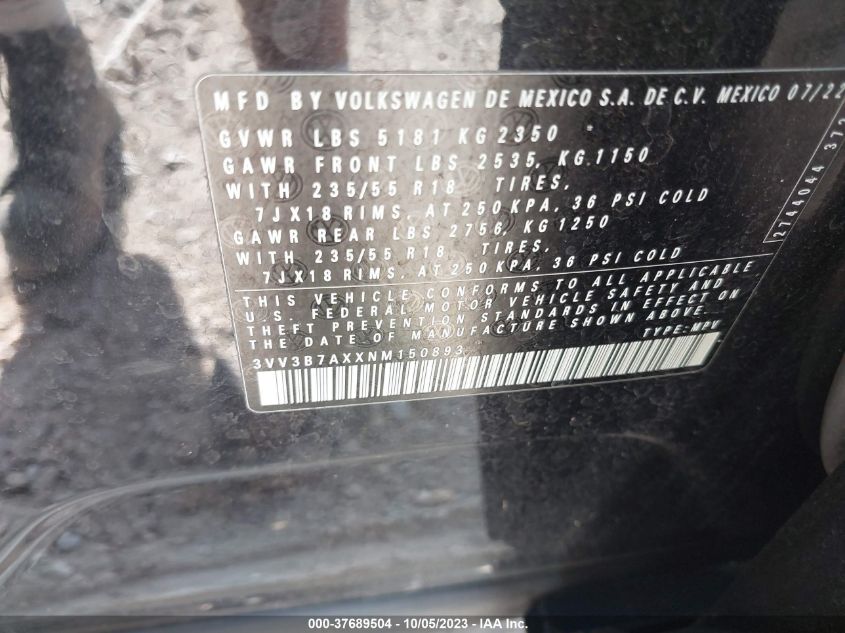 MFD BY VOLKSWAGEN DE MEXICO S.A. DE C.V. MEXICO 07/22
GVWR LBS 5181 KG 2350 *
GAWR FRONT LBS 2535, KG.1150
WITH 235/55 R18 TIRES,
7JX18 RIMS, AT 250 KPA, 36 PSI COLD
GAWR REAR LBS 2756, KG1250
WITH 235/55 R18 TIRES,
7JX18 RIMS, AT 250 KPA, 36 PSI COLD
THIS VEHICLE CONFORMS TO ALL APPLICABLE
U.S. FEDERAL MOTOR VEHICLE SAFETY AND
THEFT PREVENTION STANDARDS IN EFFECT ON
THE DATE OF MANUFACTURE SHOWN ABOVE.
TYPE: MPV
3VV3B7AXXNM150893
2744044 373
000-37689504 - 10/05/2023 - IAA Inc.